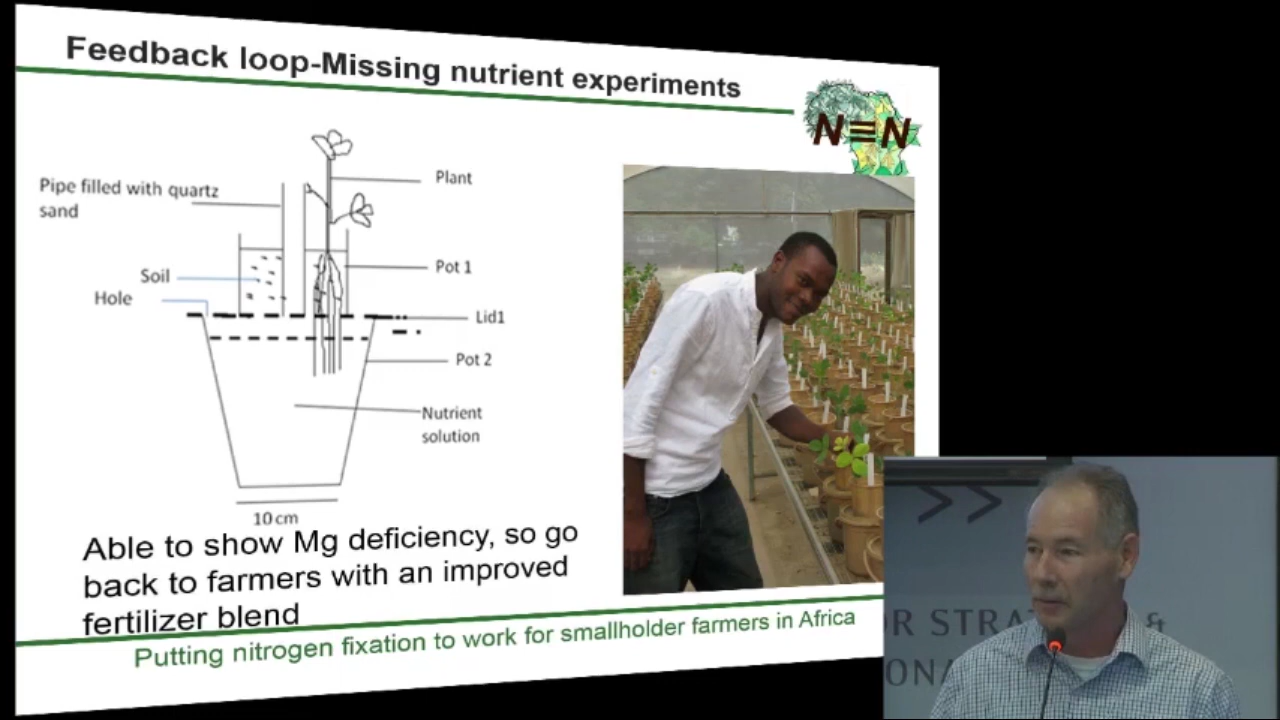 Feedback loop-Missing nutrient experiments
N=N
Pipe filled with quartz
sand
Plant
Pot 1
Soil
Hole
Lid1
Pot 2
Nutrient
solution
10 cm
Able to show Mg deficiency, so go
back to farmers with an improved
fertilizer blend
Putting nitrogen fixation to work for smallholder farmers in Africa
>>
OR STRA
&
ONA